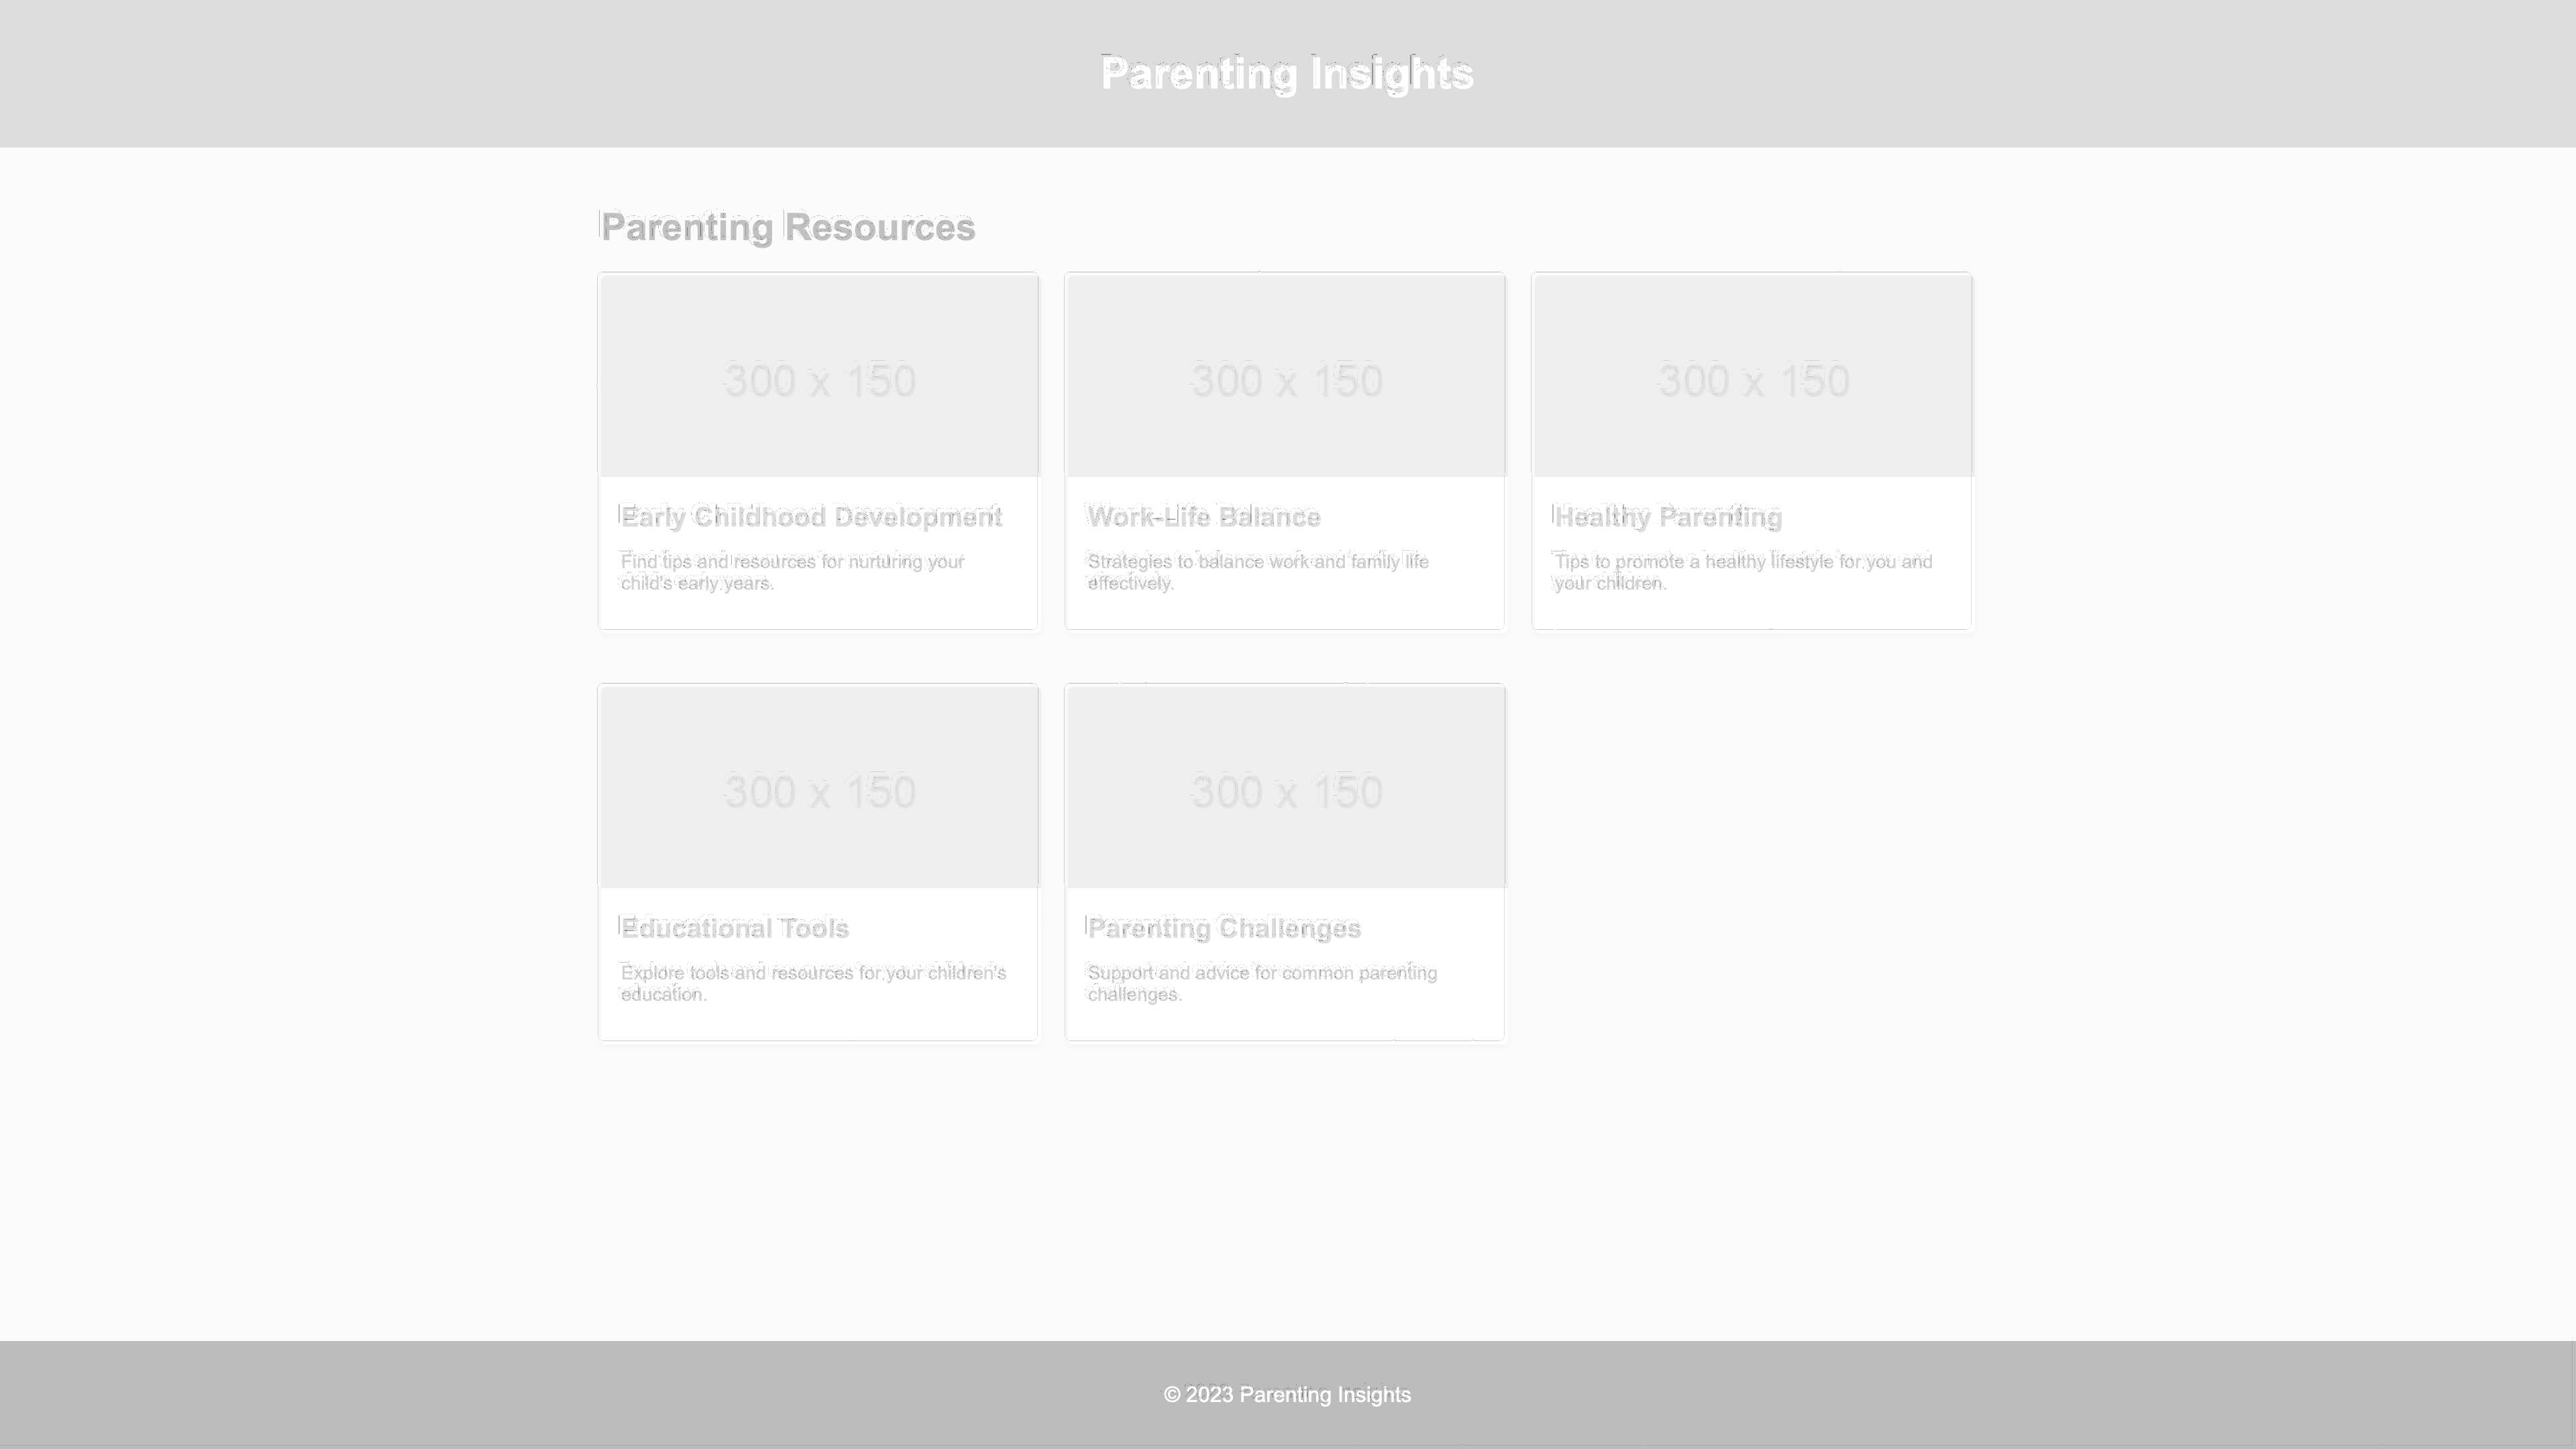 Parenting Insights
Parenting Resources
300 x 150
300 x 150
300 x 150
Early Childhood Development
Find tips and resources for nurturing your
child's early years.
Work-Life Balance
Strategies to balance work and family life
effectively.
Healthy Parenting
Tips to promote a healthy lifestyle for you and
your children.
300 x 150
300 x 150
Educational Tools
Explore tools and resources for your children's
education.
Parenting Challenges
Support and advice for common parenting
challenges.
© 2023 Parenting Insights